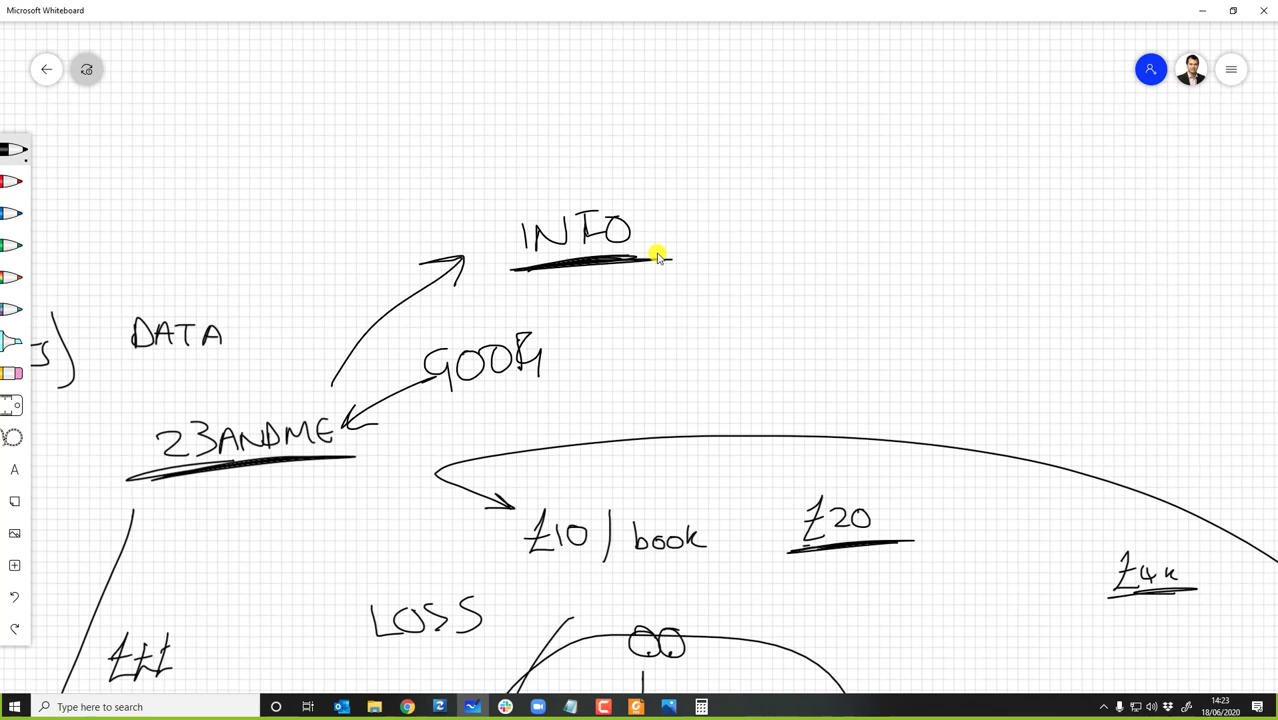 Microsoft Whiteboard
INFO
DATA
GOOG
23ANDME
£10 / book
£20
£4K
LOSS
£££
A
Type here to search
14:23
18/06/2020